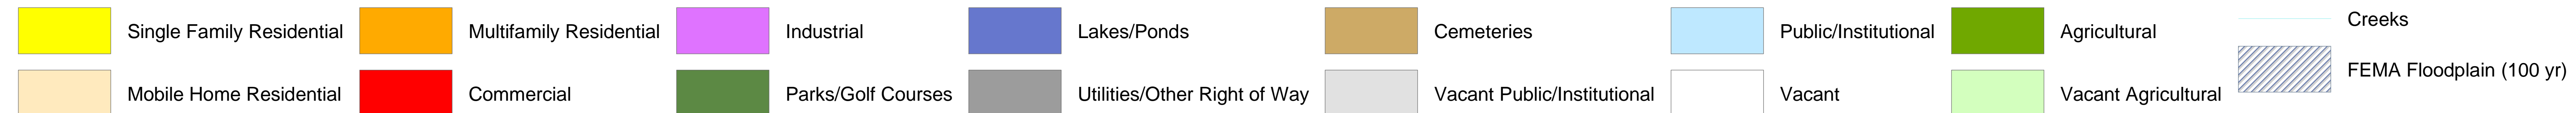 Single Family Residential
Mobile Home Residential
Multifamily Residential
Commercial
Industrial
Parks/Golf Courses
Lakes/Ponds
Utilities/Other Right of Way
Cemeteries
Vacant Public/Institutional
Public/Institutional
Vacant
Agricultural
Vacant Agricultural
Creeks
FEMA Floodplain (100 yr)